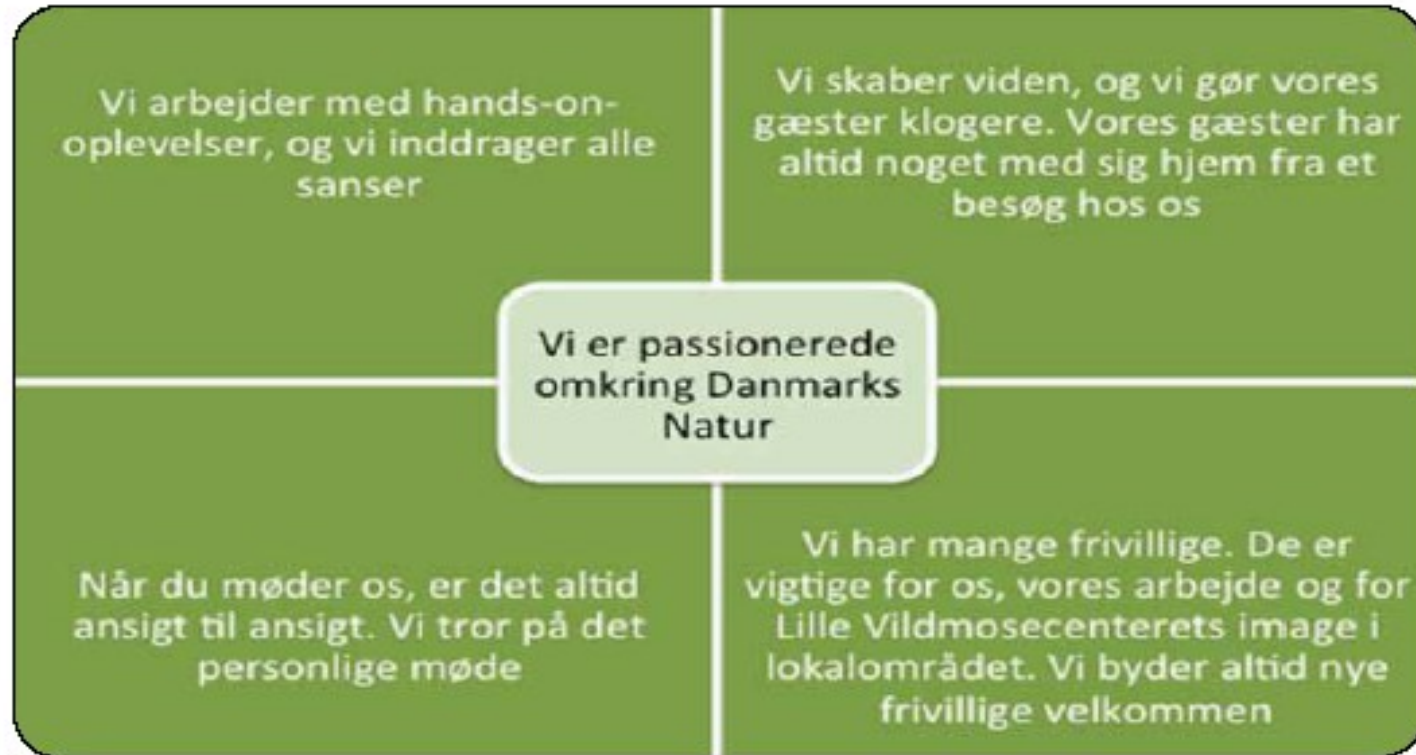 Vi arbejder med hands-on-
oplevelser, og vi inddrager alle
sanser
Vi skaber viden, og vi gør vores
gæster klogere. Vores gæster har
altid noget med sig hjem fra et
besøg hos os
Vi er passionerede
omkring Danmarks
Natur
Når du møder os, er det altid
ansigt til ansigt. Vi tror på det
personlige møde
Vi har mange frivillige. De er
vigtige for os, vores arbejde og for
Lille Vildmosecenterets image i
lokalområdet. Vi byder altid nye
frivillige velkommen